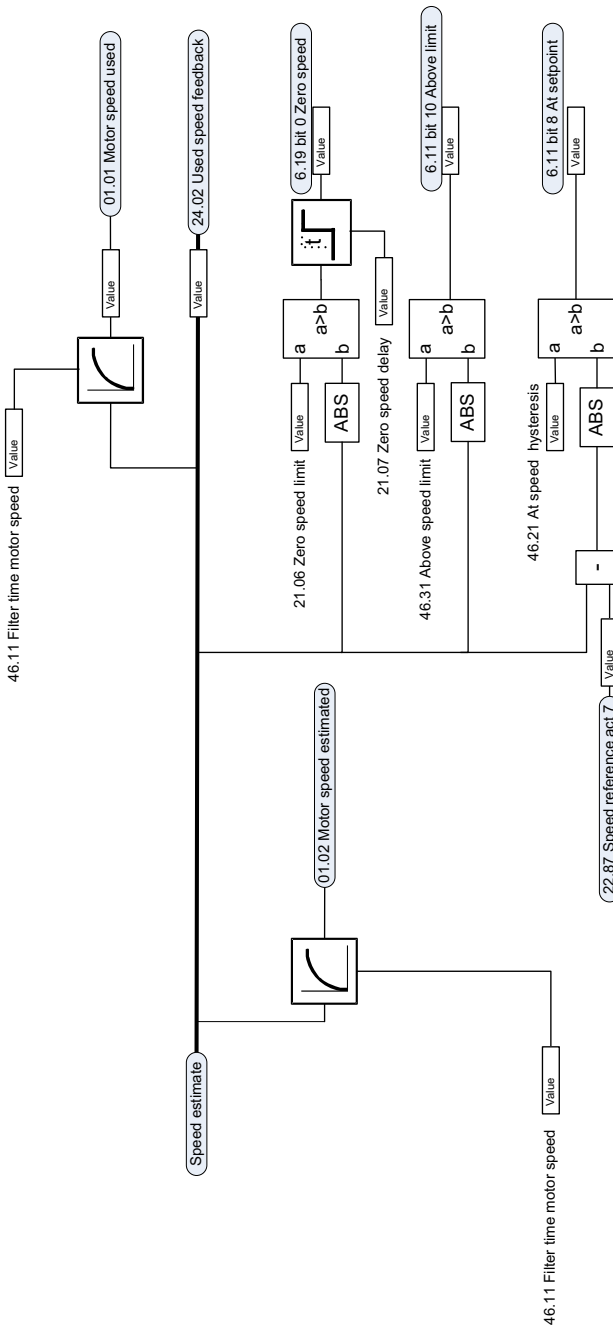 46.11 Filter time motor speed
Value
Value
01.01 Motor speed used
Speed estimate
Value
24.02 Used speed feedback
01.02 Motor speed estimated
46.11 Filter time motor speed
Value
21.06 Zero speed limit
Value
a
a>b
b
ABS
t
Value
6.19 bit 0 Zero speed
21.07 Zero speed delay
Value
46.31 Above speed limit
Value
a
a>b
b
ABS
Value
6.11 bit 10 Above limit
46.21 At speed hysteresis
Value
a
a>b
b
ABS
-
Value
6.11 bit 8 At setpoint
22.87 Speed reference act 7
Value